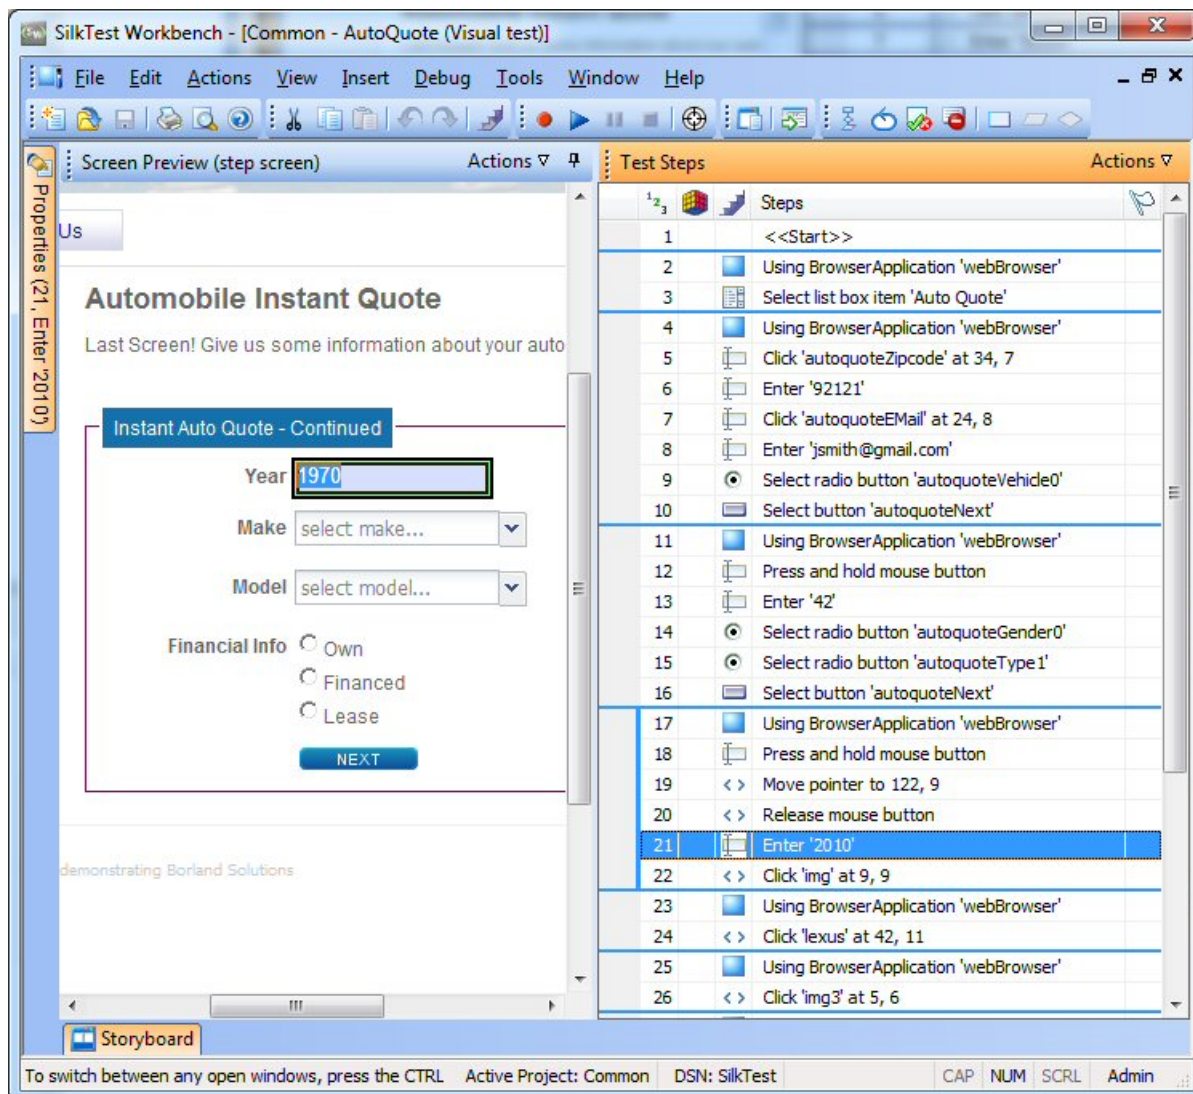 SilkTest Workbench - [Common - AutoQuote (Visual test)]
File Edit Actions View Insert Debug Tools Window Help
Properties (21, Enter '2010')
Screen Preview (step screen) Actions
Us
Automobile Instant Quote
Last Screen! Give us some information about your auto
Instant Auto Quote - Continued
Year 1970
Make select make...
Model select model...
Financial Info Own
Financed
Lease
NEXT
demonstrating Borland Solutions
Storyboard
Test Steps Actions
Steps
1 <<Start>>
2 Using BrowserApplication 'webBrowser'
3 Select list box item 'Auto Quote'
4 Using BrowserApplication 'webBrowser'
5 Click 'autoquoteZipcode' at 34, 7
6 Enter '92121'
7 Click 'autoquoteEMail' at 24, 8
8 Enter 'jsmith@gmail.com'
9 Select radio button 'autoquoteVehicle0'
10 Select button 'autoquoteNext'
11 Using BrowserApplication 'webBrowser'
12 Press and hold mouse button
13 Enter '42'
14 Select radio button 'autoquoteGender0'
15 Select radio button 'autoquoteType1'
16 Select button 'autoquoteNext'
17 Using BrowserApplication 'webBrowser'
18 Press and hold mouse button
19 Move pointer to 122, 9
20 Release mouse button
21 Enter '2010'
22 Click 'img' at 9, 9
23 Using BrowserApplication 'webBrowser'
24 Click 'lexus' at 42, 11
25 Using BrowserApplication 'webBrowser'
26 Click 'img3' at 5, 6
To switch between any open windows, press the CTRL Active Project: Common DSN: SilkTest CAP NUM SCRL Admin